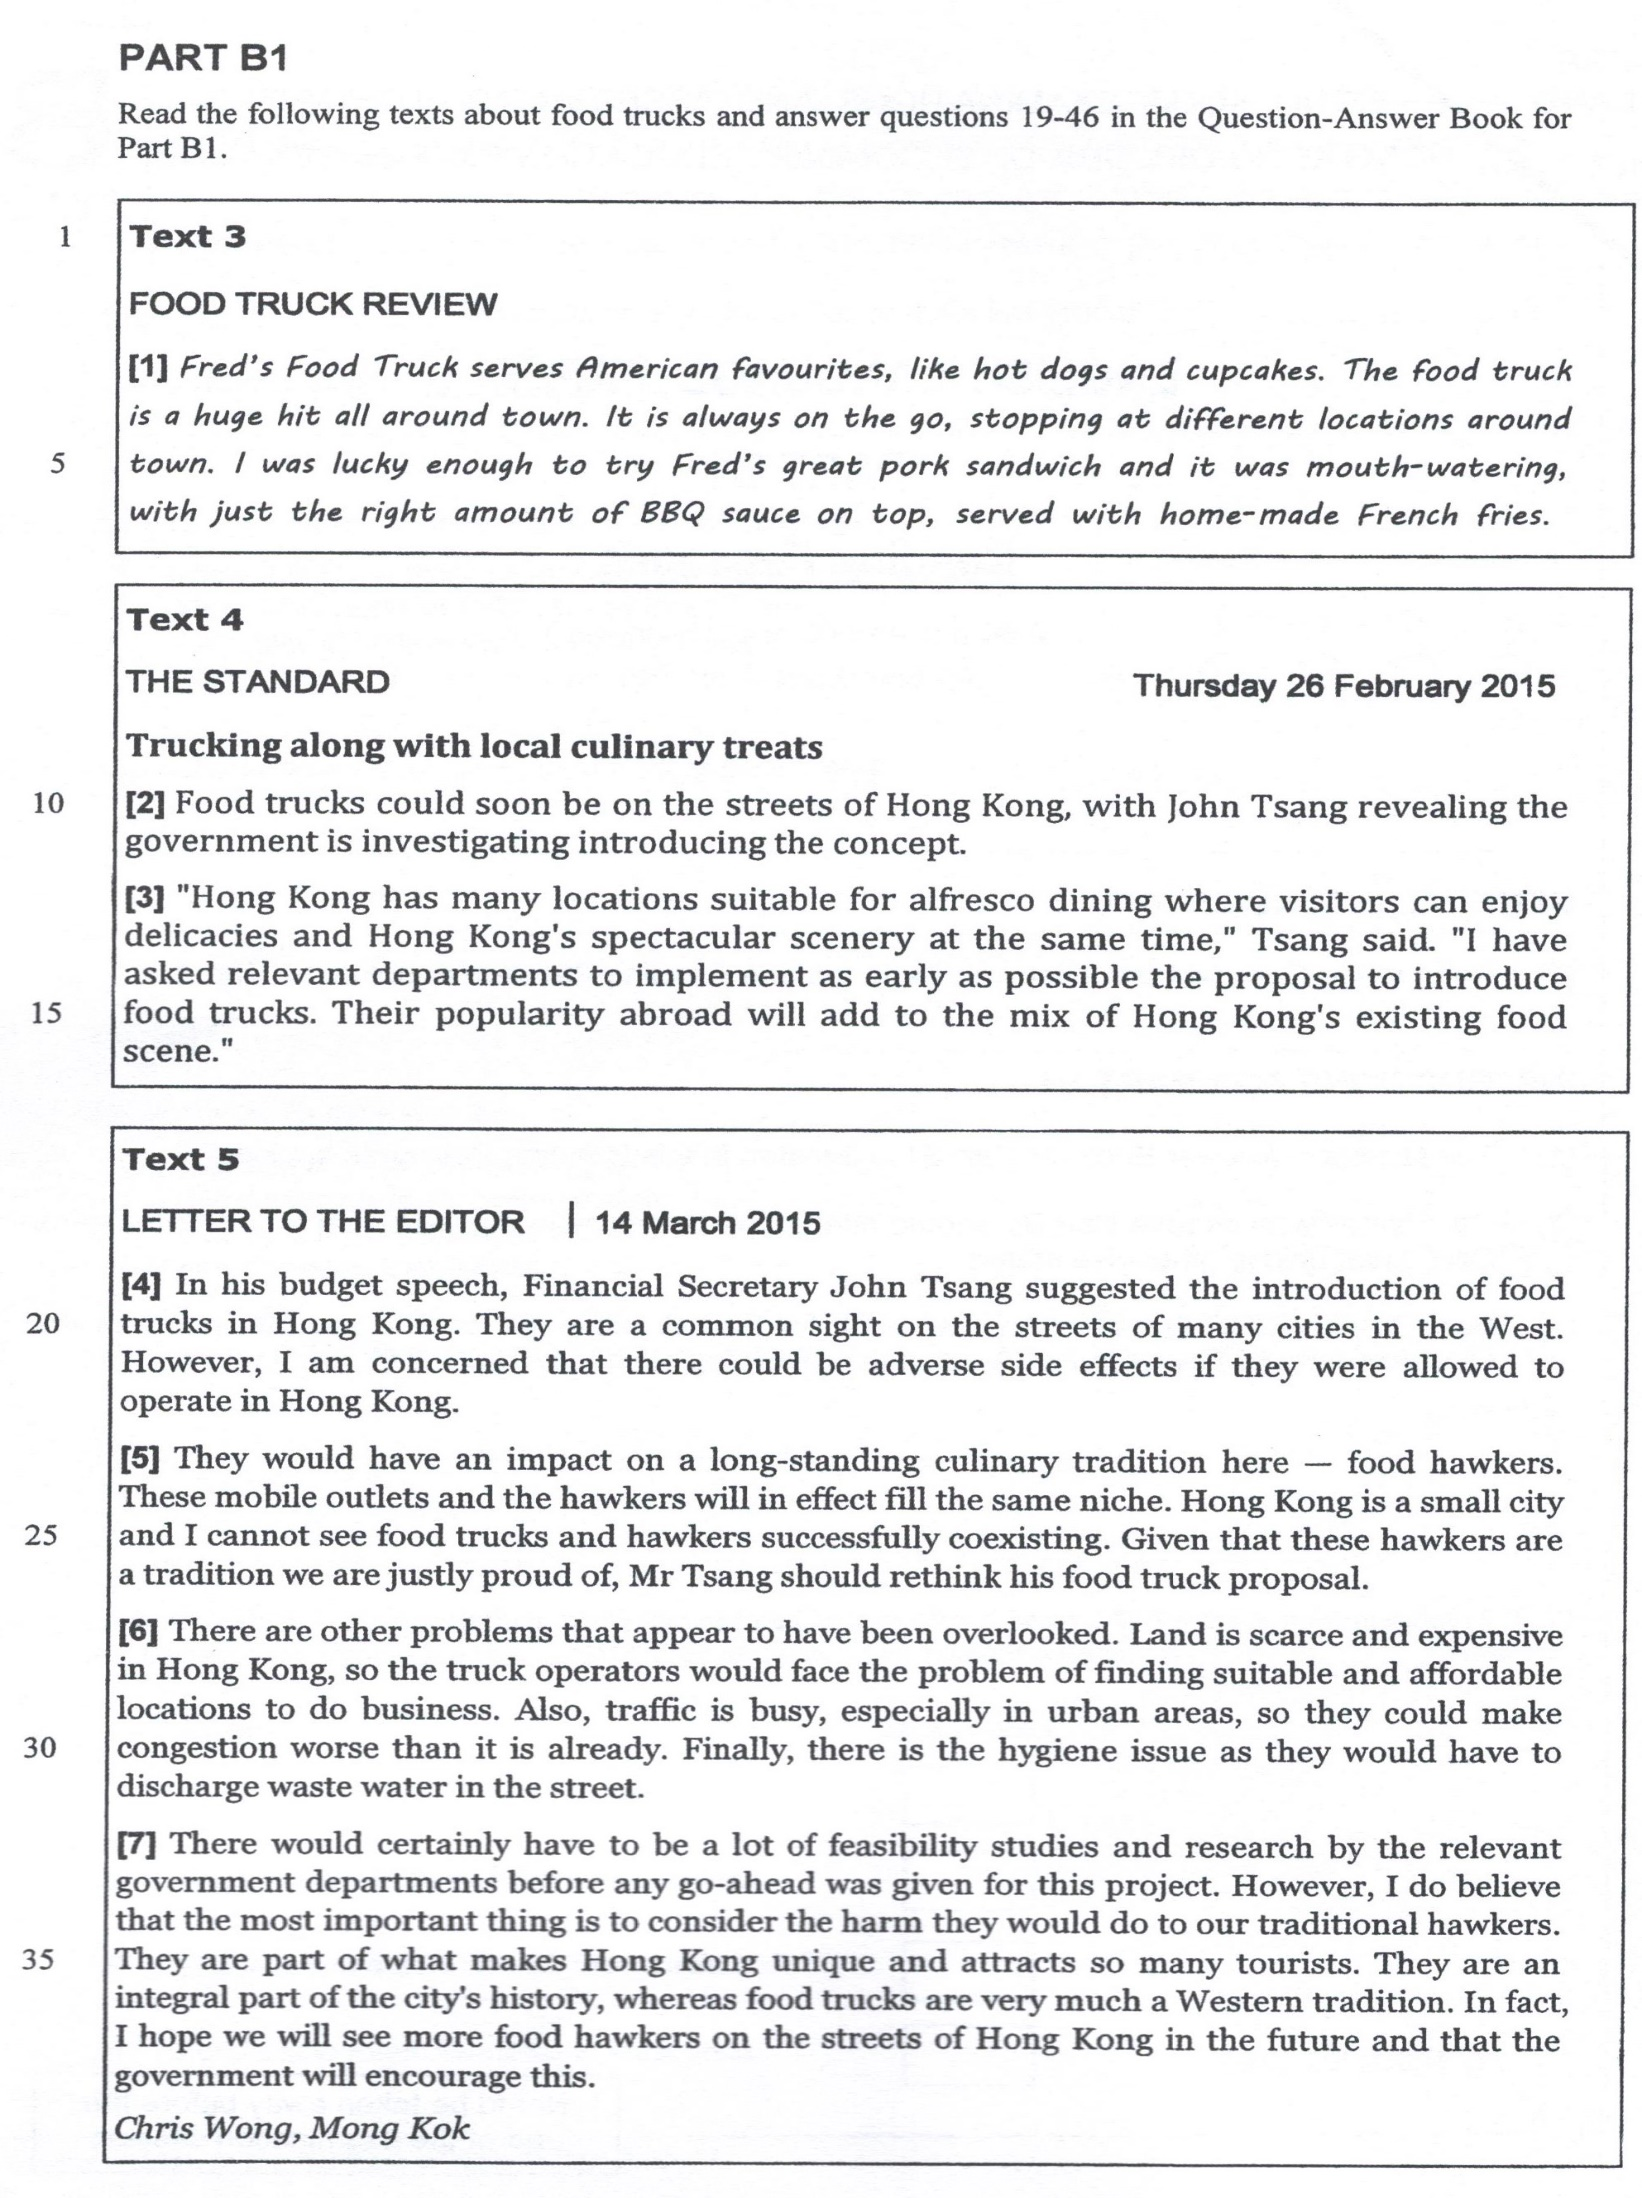 PART B1
Read the following texts about food trucks and answer questions 19-46 in the Question-Answer Book for
Part B1.
1 Text 3
FOOD TRUCK REVIEW
[1] Fred's Food Truck serves American favourites, like hot dogs and cupcakes. The food truck
is a huge hit all around town. It is always on the go, stopping at different locations around
5 town. I was lucky enough to try Fred's great pork sandwich and it was mouth-watering,
with just the right amount of BBQ sauce on top, served with home-made French fries.
Text 4
THE STANDARD Thursday 26 February 2015
Trucking along with local culinary treats
10 [2] Food trucks could soon be on the streets of Hong Kong, with John Tsang revealing the
government is investigating introducing the concept.
[3] "Hong Kong has many locations suitable for alfresco dining where visitors can enjoy
delicacies and Hong Kong's spectacular scenery at the same time," Tsang said. "I have
asked relevant departments to implement as early as possible the proposal to introduce
15 food trucks. Their popularity abroad will add to the mix of Hong Kong's existing food
scene."
Text 5
LETTER TO THE EDITOR | 14 March 2015
[4] In his budget speech, Financial Secretary John Tsang suggested the introduction of food
20 trucks in Hong Kong. They are a common sight on the streets of many cities in the West.
However, I am concerned that there could be adverse side effects if they were allowed to
operate in Hong Kong.
[5] They would have an impact on a long-standing culinary tradition here — food hawkers.
These mobile outlets and the hawkers will in effect fill the same niche. Hong Kong is a small city
25 and I cannot see food trucks and hawkers successfully coexisting. Given that these hawkers are
a tradition we are justly proud of, Mr Tsang should rethink his food truck proposal.
[6] There are other problems that appear to have been overlooked. Land is scarce and expensive
in Hong Kong, so the truck operators would face the problem of finding suitable and affordable
locations to do business. Also, traffic is busy, especially in urban areas, so they could make
30 congestion worse than it is already. Finally, there is the hygiene issue as they would have to
discharge waste water in the street.
[7] There would certainly have to be a lot of feasibility studies and research by the relevant
government departments before any go-ahead was given for this project. However, I do believe
that the most important thing is to consider the harm they would do to our traditional hawkers.
35 They are part of what makes Hong Kong unique and attracts so many tourists. They are an
integral part of the city's history, whereas food trucks are very much a Western tradition. In fact,
I hope we will see more food hawkers on the streets of Hong Kong in the future and that the
government will encourage this.
Chris Wong, Mong Kok